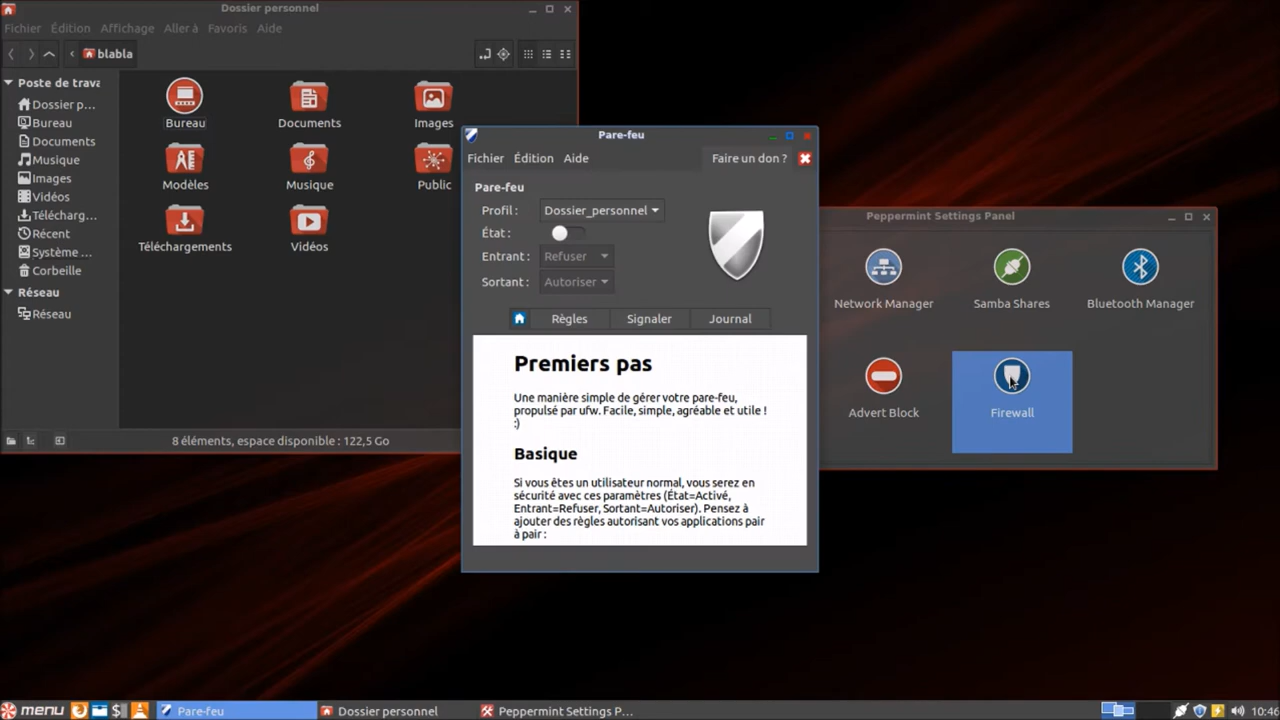 Dossier personnel
Fichier Édition Affichage Aller à Favoris Aide
blabla
Poste de trava
Dossier p...
Bureau
Documents
Musique
Images
Vidéos
Télécharg...
Récent
Système ...
Corbeille
Réseau
Réseau
Bureau
Documents
Images
Modèles
Musique
Public
Téléchargements
Vidéos
8 éléments, espace disponible : 122,5 Go
Pare-feu
Fichier Édition Aide
Faire un don ?
Pare-feu
Profil : Dossier_personnel
État :
Entrant : Refuser
Sortant : Autoriser
Règles Signaler Journal
Premiers pas
Une manière simple de gérer votre pare-feu,
propulsé par ufw. Facile, simple, agréable et utile !
:)
Basique
Si vous êtes un utilisateur normal, vous serez en
sécurité avec ces paramètres (État=Activé,
Entrant=Refuser, Sortant=Autoriser). Pensez à
ajouter des règles autorisant vos applications pair
à pair :
Peppermint Settings Panel
Network Manager
Samba Shares
Bluetooth Manager
Advert Block
Firewall
menu
Pare-feu
Dossier personnel
Peppermint Settings P...
10:46